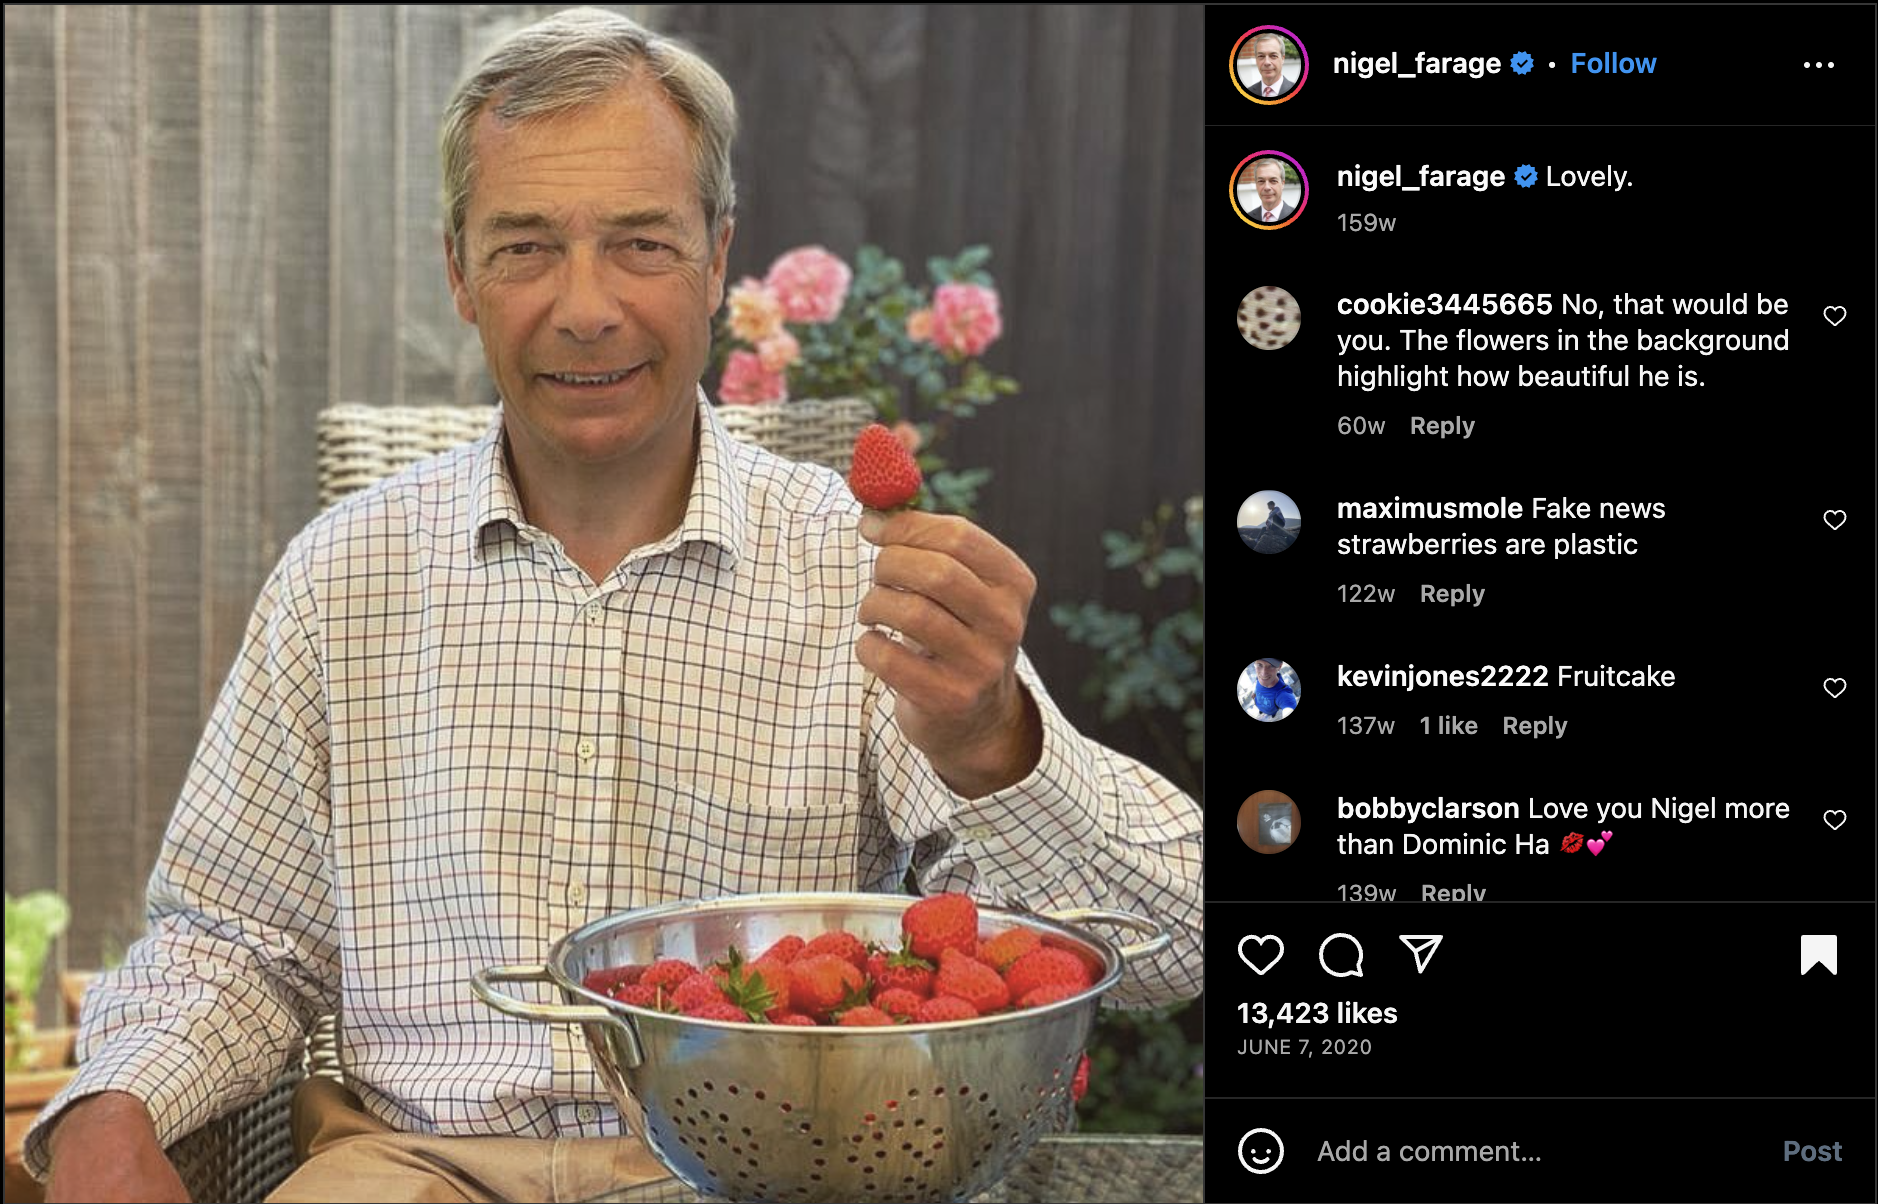 nigel_farage • Follow
nigel_farage Lovely.
159w
cookie3445665 No, that would be
you. The flowers in the background
highlight how beautiful he is.
60w Reply
maximusmole Fake news
strawberries are plastic
122w Reply
kevinjones2222 Fruitcake
137w 1 like Reply
bobbyclarson Love you Nigel more
than Dominic Ha 💋💕
139w Reply
13,423 likes
JUNE 7, 2020
Add a comment...
Post